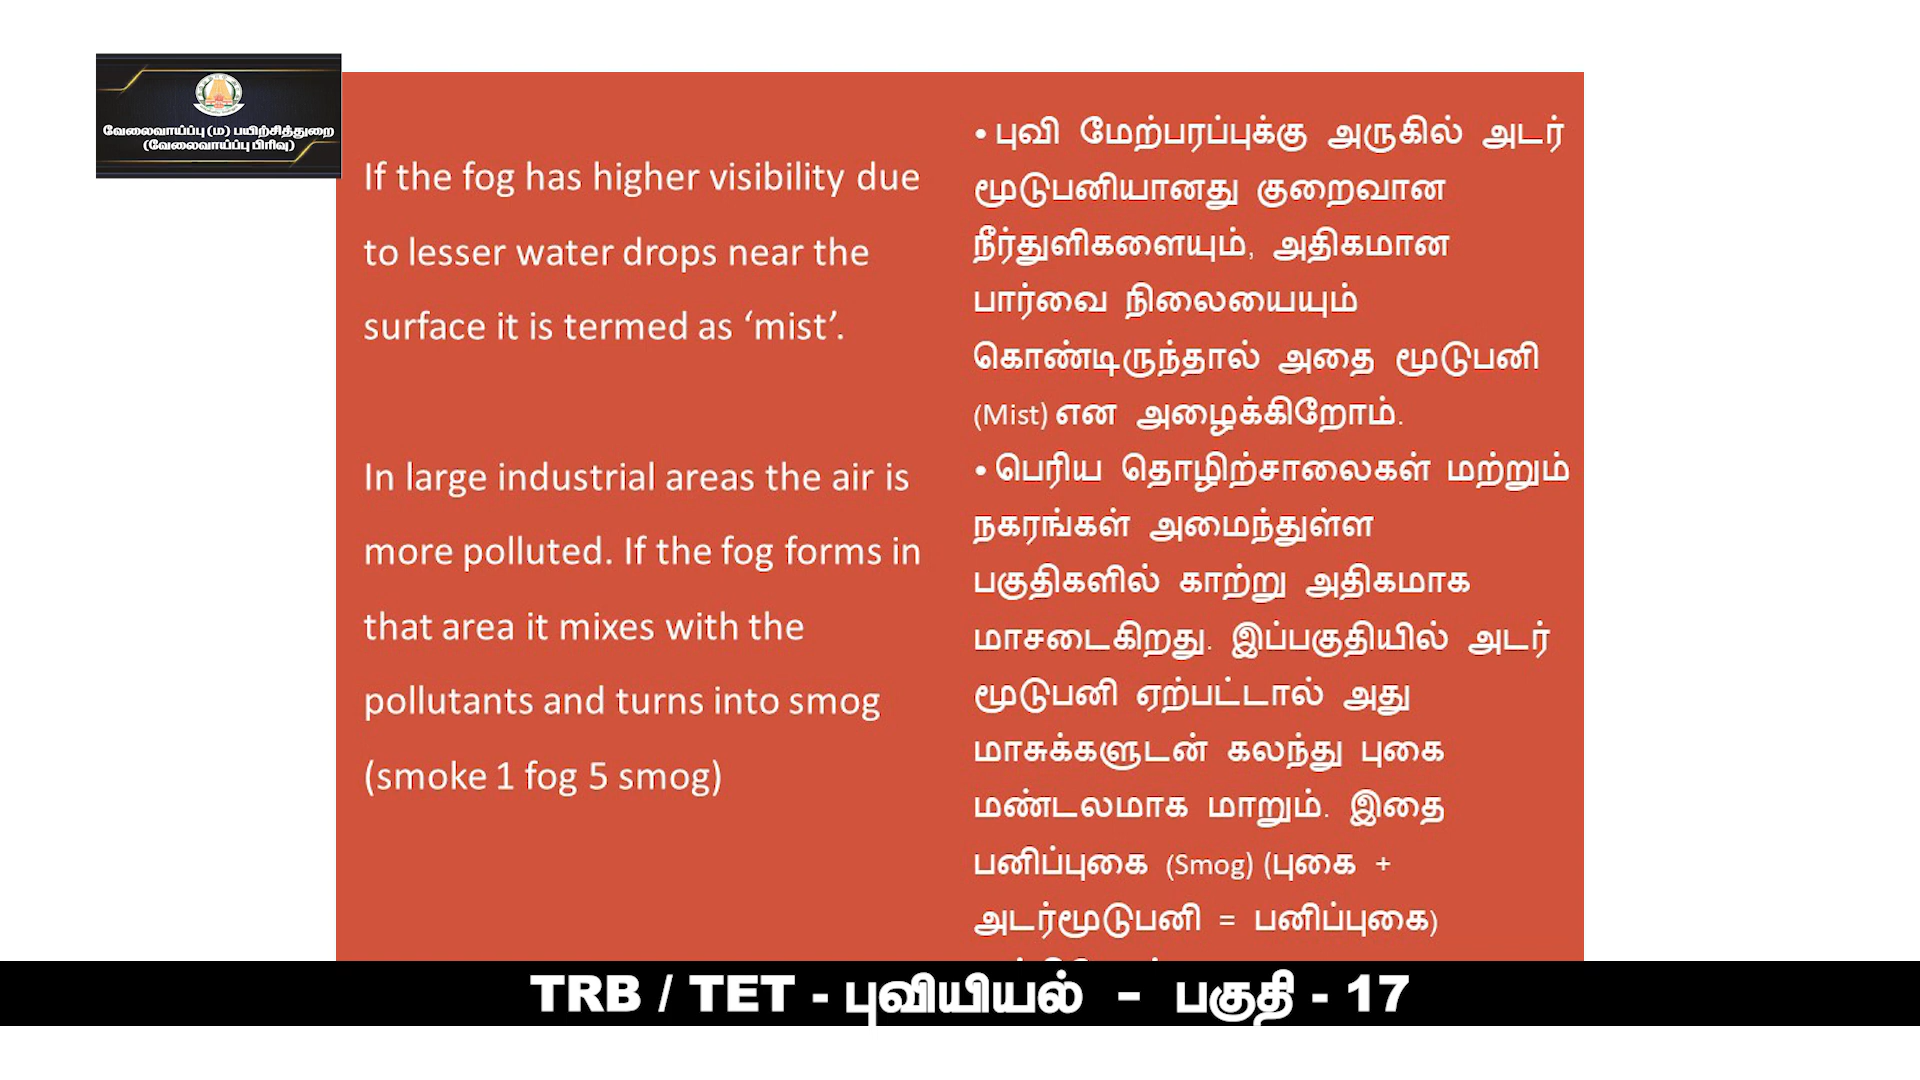 வேலைவாய்ப்பு (ம) பயிற்சித்துறை
(வேலைவாய்ப்பு பிரிவு)
If the fog has higher visibility due
to lesser water drops near the
surface it is termed as ‘mist’.
In large industrial areas the air is
more polluted. If the fog forms in
that area it mixes with the
pollutants and turns into smog
(smoke 1 fog 5 smog)
• புவி மேற்பரப்புக்கு அருகில் அடர்
மூடுபனியானது குறைவான
நீர்துளிகளையும், அதிகமான
பார்வை நிலையையும்
கொண்டிருந்தால் அதை மூடுபனி
(Mist) என அழைக்கிறோம்.
• பெரிய தொழிற்சாலைகள் மற்றும்
நகரங்கள் அமைந்துள்ள
பகுதிகளில் காற்று அதிகமாக
மாசடைகிறது. இப்பகுதியில் அடர்
மூடுபனி ஏற்பட்டால் அது
மாசுக்களுடன் கலந்து புகை
மண்டலமாக மாறும். இதை
பனிப்புகை (Smog) (புகை +
அடர்மூடுபனி = பனிப்புகை)
TRB / TET - புவியியல் - பகுதி - 17